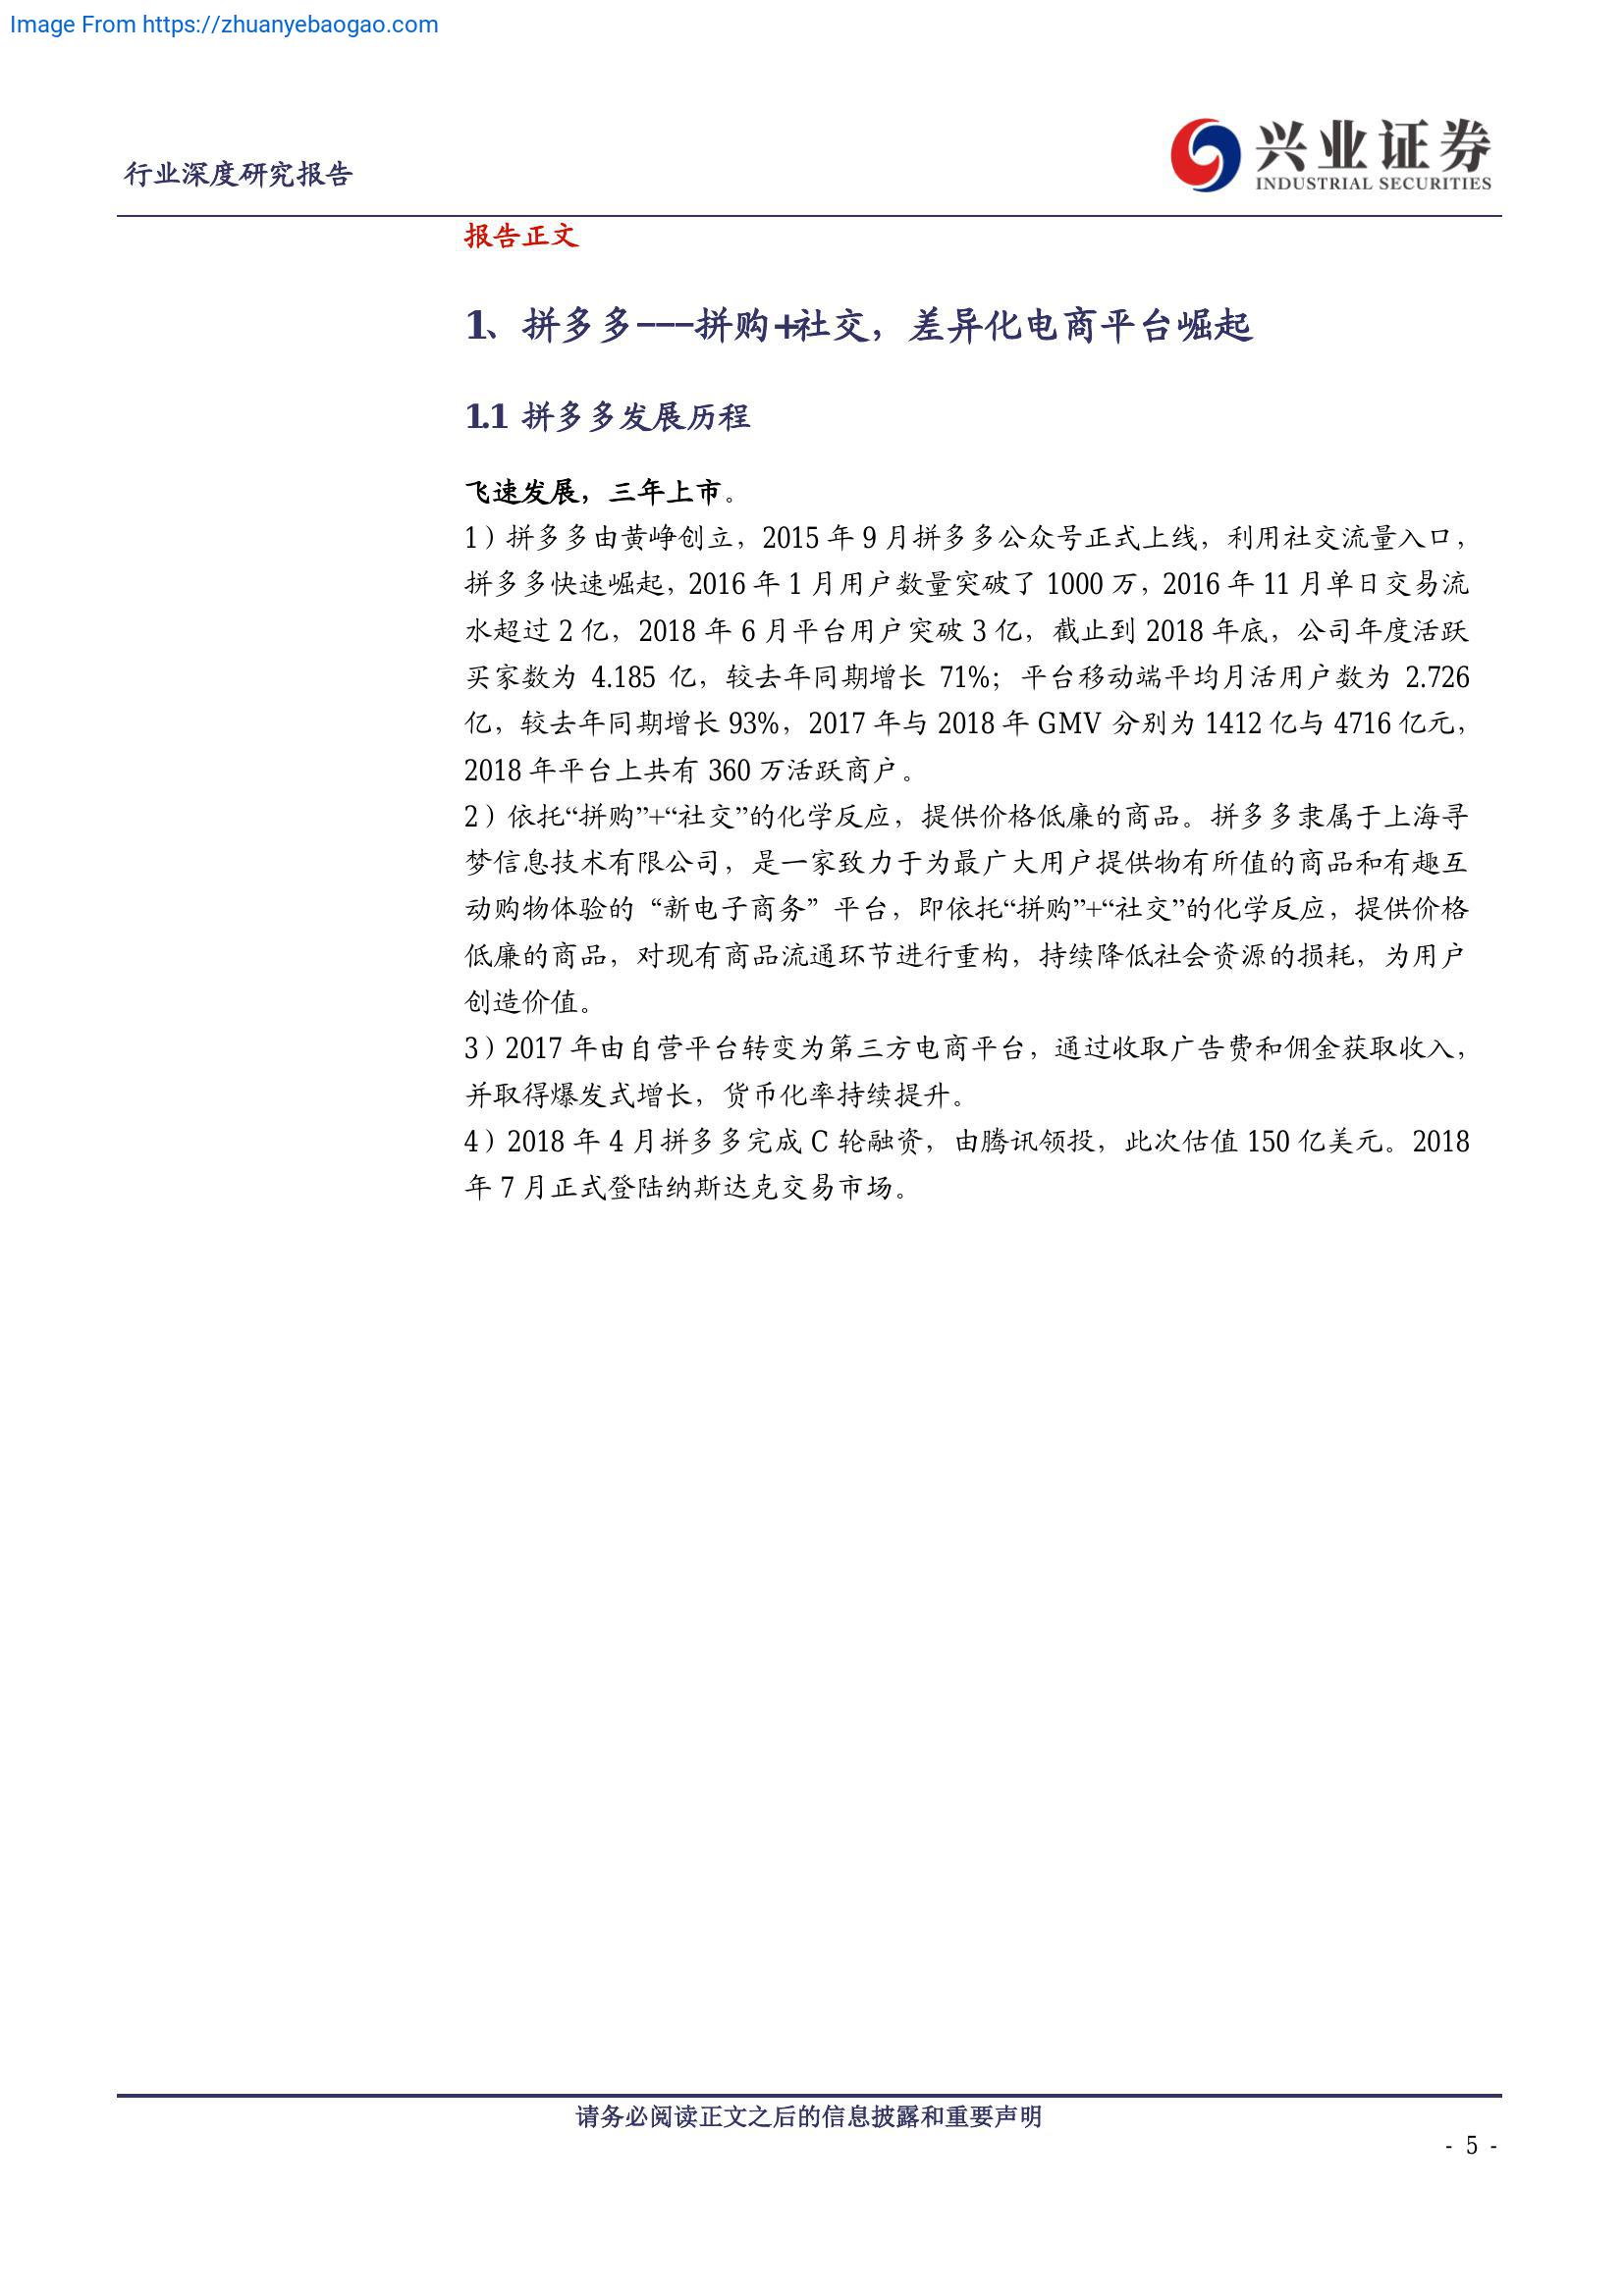 Image From https://zhuanyebaogao.com
行业深度研究报告
兴业证券
INDUSTRIAL SECURITIES
报告正文
1、拼多多---拼购+社交，差异化电商平台崛起
1.1 拼多多发展历程
飞速发展，三年上市。
1）拼多多由黄峥创立，2015 年 9 月拼多多公众号正式上线，利用社交流量入口，
拼多多快速崛起，2016 年 1 月用户数量突破了 1000 万，2016 年 11 月单日交易流
水超过 2 亿，2018 年 6 月平台用户突破 3 亿，截止到 2018 年底，公司年度活跃
买家数为 4.185 亿，较去年同期增长 71%；平台移动端平均月活用户数为 2.726
亿，较去年同期增长 93%，2017 年与 2018 年 GMV 分别为 1412 亿与 4716 亿元，
2018 年平台上共有 360 万活跃商户。
2）依托“拼购”+“社交”的化学反应，提供价格低廉的商品。拼多多隶属于上海寻
梦信息技术有限公司，是一家致力于为最广大用户提供物有所值的商品和有趣互
动购物体验的“新电子商务”平台，即依托“拼购”+“社交”的化学反应，提供价格
低廉的商品，对现有商品流通环节进行重构，持续降低社会资源的损耗，为用户
创造价值。
3）2017 年由自营平台转变为第三方电商平台，通过收取广告费和佣金获取收入，
并取得爆发式增长，货币化率持续提升。
4）2018 年 4 月拼多多完成 C 轮融资，由腾讯领投，此次估值 150 亿美元。2018
年 7 月正式登陆纳斯达克交易市场。
请务必阅读正文之后的信息披露和重要声明
- 5 -